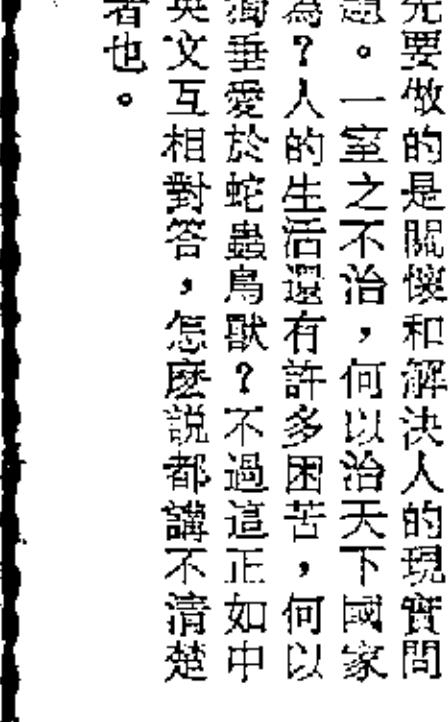 先要做的是關懷和解決人的現實問
題。一室之不治，何以治天下國家
為？人的生活還有許多困苦，何以
獨垂愛於蛇蟲鳥獸？不過這正如中
英文互相對答，怎麽説都講不清楚
者也。